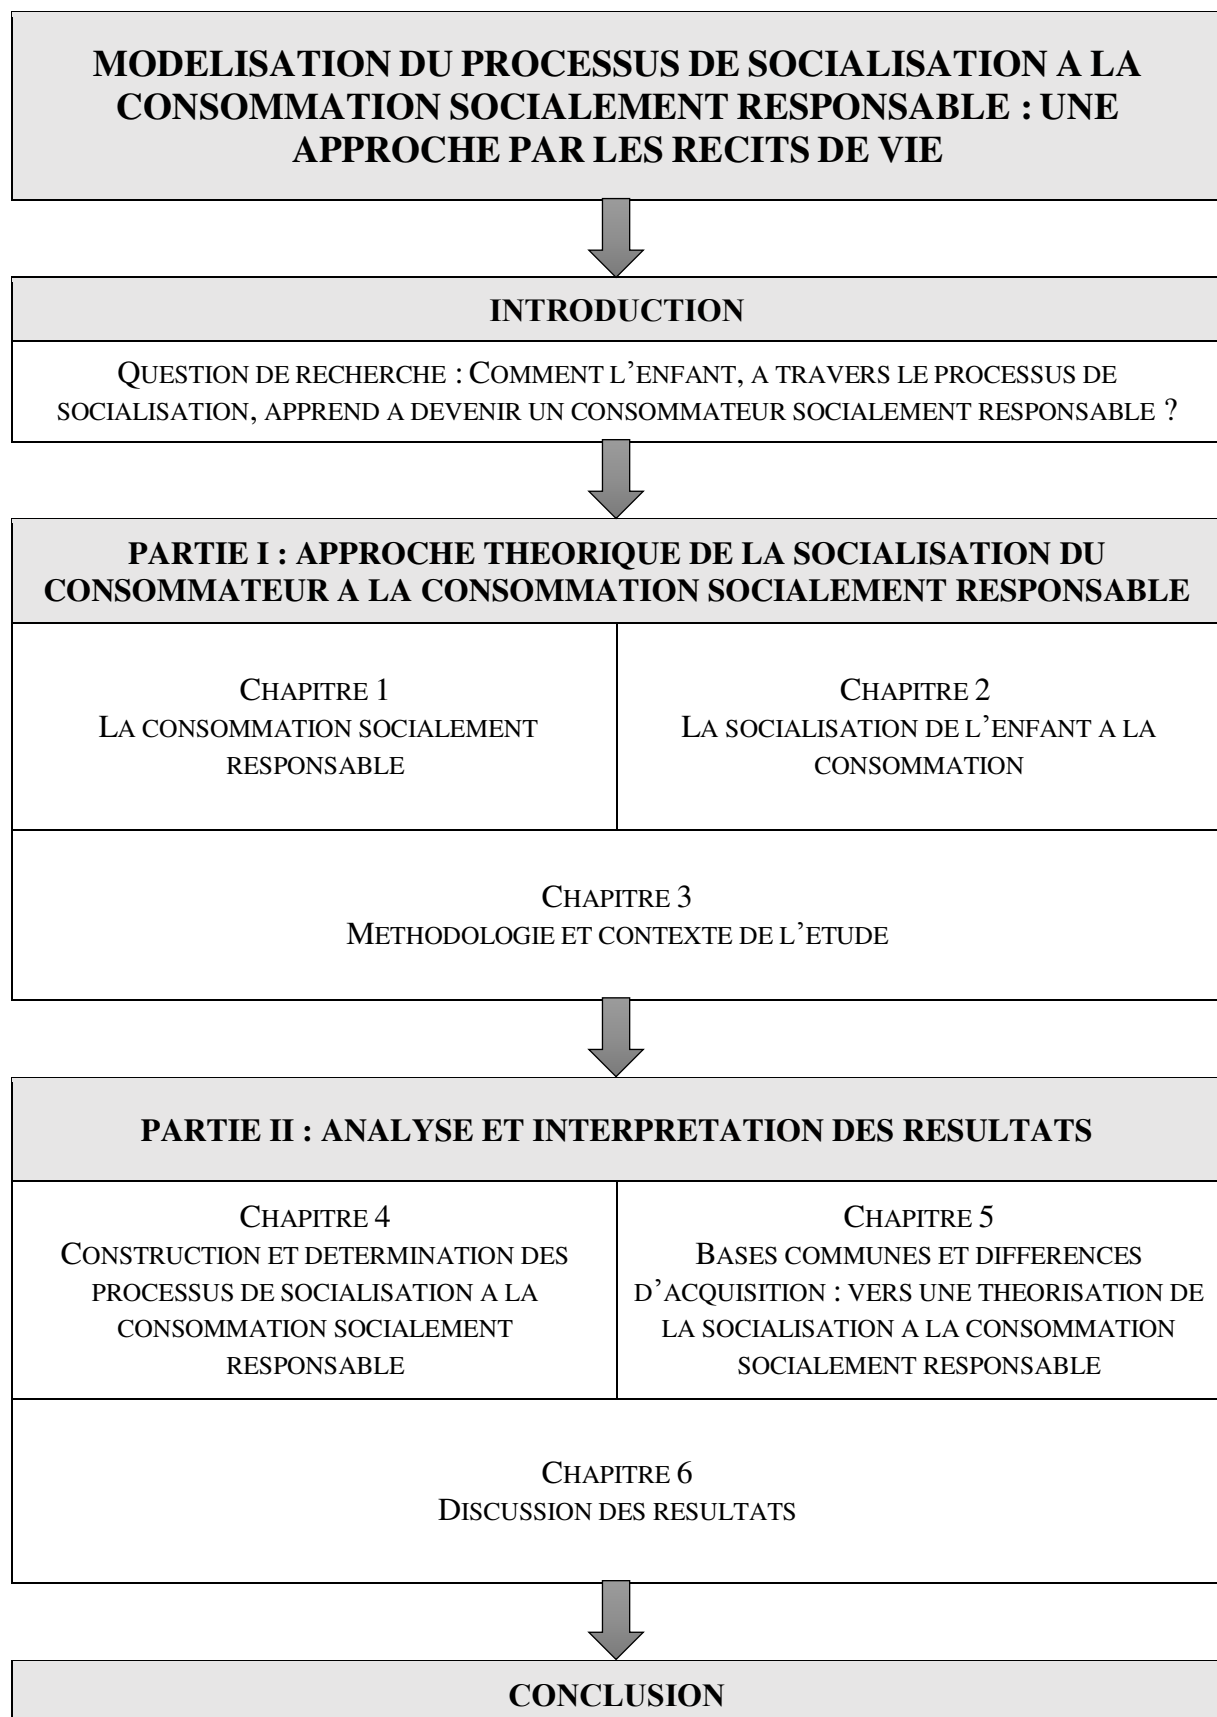 MODELISATION DU PROCESSUS DE SOCIALISATION A LA
CONSOMMATION SOCIALEMENT RESPONSABLE : UNE
APPROCHE PAR LES RECITS DE VIE
INTRODUCTION
QUESTION DE RECHERCHE : COMMENT L’ENFANT, A TRAVERS LE PROCESSUS DE
SOCIALISATION, APPREND A DEVENIR UN CONSOMMATEUR SOCIALEMENT RESPONSABLE ?
PARTIE I : APPROCHE THEORIQUE DE LA SOCIALISATION DU
CONSOMMATEUR A LA CONSOMMATION SOCIALEMENT RESPONSABLE
CHAPITRE 1
LA CONSOMMATION SOCIALEMENT
RESPONSABLE
CHAPITRE 2
LA SOCIALISATION DE L’ENFANT A LA
CONSOMMATION
CHAPITRE 3
METHODOLOGIE ET CONTEXTE DE L’ETUDE
PARTIE II : ANALYSE ET INTERPRETATION DES RESULTATS
CHAPITRE 4
CONSTRUCTION ET DETERMINATION DES
PROCESSUS DE SOCIALISATION A LA
CONSOMMATION SOCIALEMENT
RESPONSABLE
CHAPITRE 5
BASES COMMUNES ET DIFFERENCES
D’ACQUISITION : VERS UNE THEORISATION DE
LA SOCIALISATION A LA CONSOMMATION
SOCIALEMENT RESPONSABLE
CHAPITRE 6
DISCUSSION DES RESULTATS
CONCLUSION